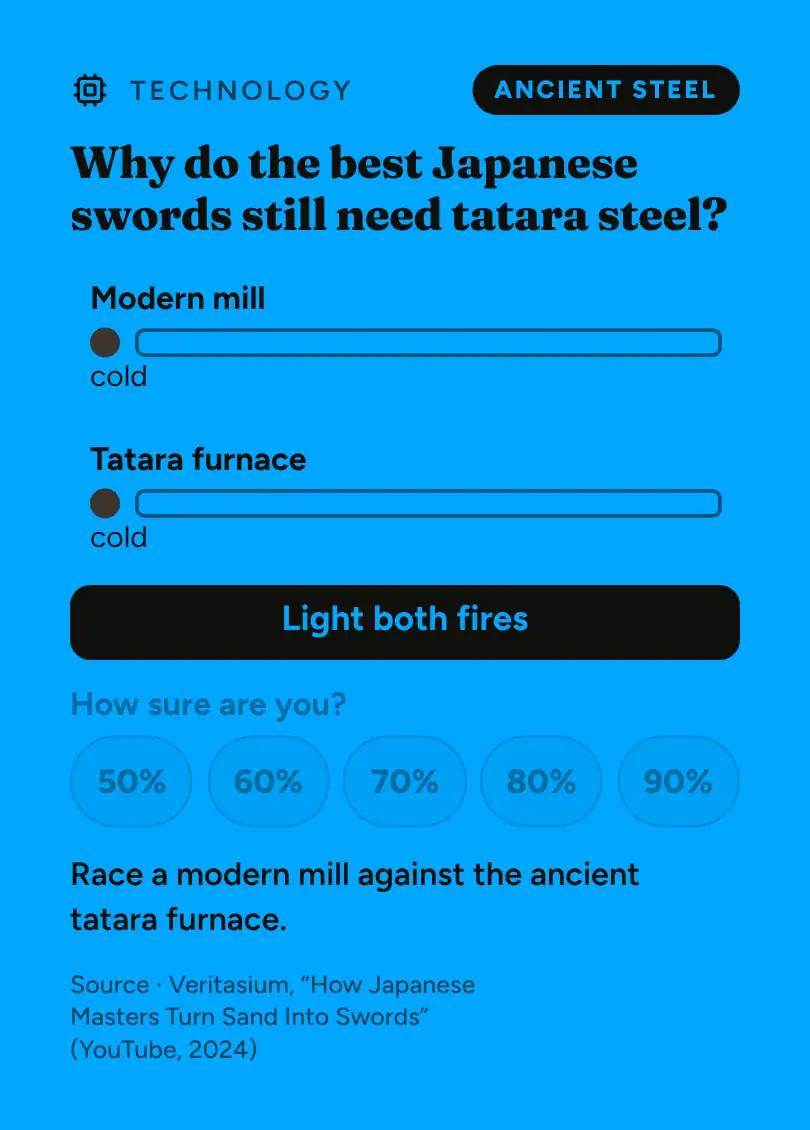 TECHNOLOGY
ANCIENT STEEL
Why do the best Japanese
swords still need tatara steel?
Modern mill
cold
Tatara furnace
cold
Light both fires
How sure are you?
50% 60% 70% 80% 90%
Race a modern mill against the ancient
tatara furnace.
Source · Veritasium, “How Japanese
Masters Turn Sand Into Swords”
(YouTube, 2024)